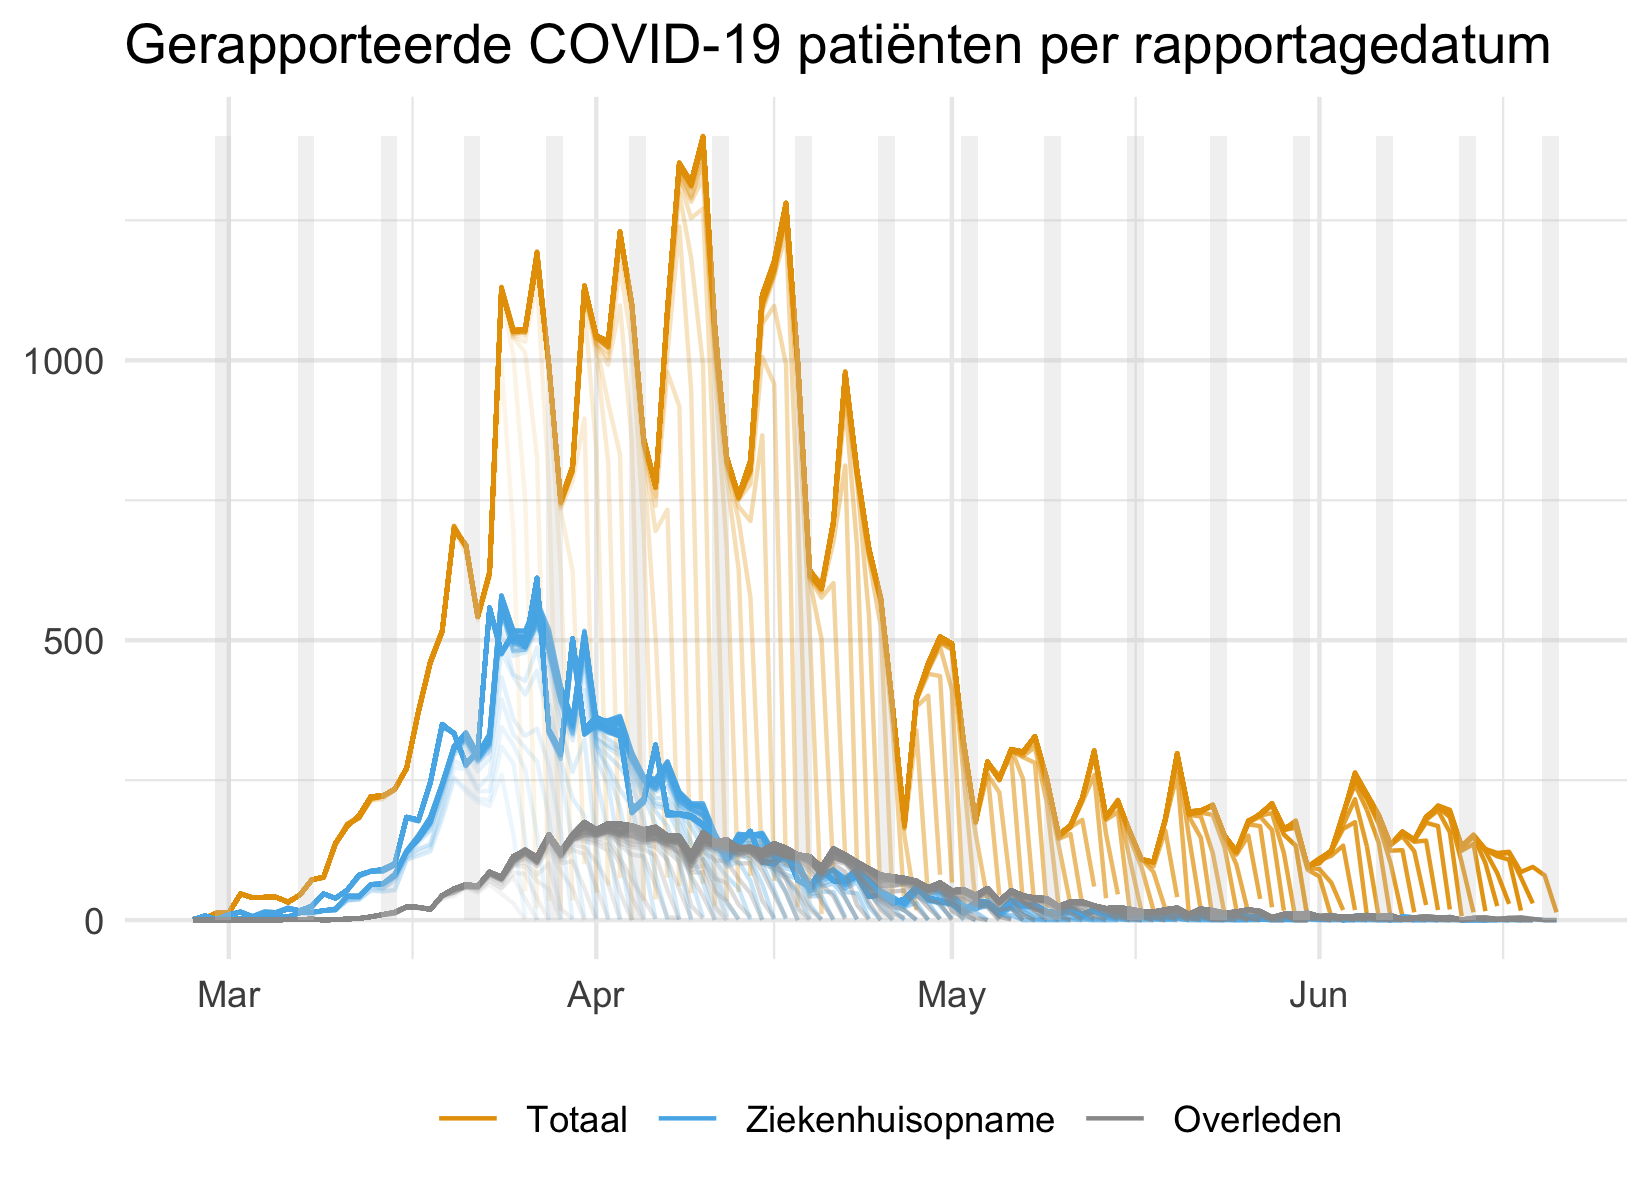 Gerapporteerde COVID-19 patiënten per rapportagedatum
1000
500
0
Mar Apr May Jun
Totaal Ziekenhuisopname Overleden